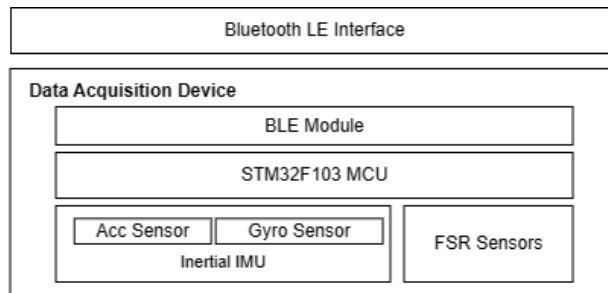 Bluetooth LE Interface
Data Acquisition Device
BLE Module
STM32F103 MCU
Acc Sensor
Gyro Sensor
Inertial IMU
FSR Sensors